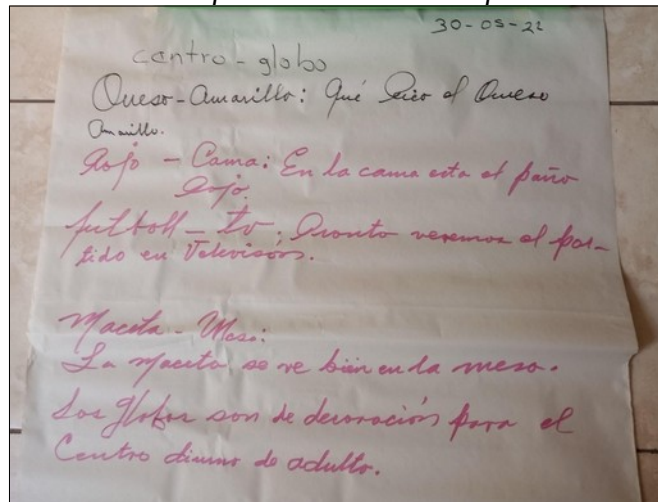 30-05-22
centro-globo
Queso-Amarillo: Qué Rico el Queso
Amarillo.
Rojo - Cama: En la cama esta el paño
Rojo.
futboll - tv: Pronto veremos el par-
tido en Televisoos.
Maceta - Mesa:
La maceta se ve bien en la mesa.
Los globos son de decoración para el
Centro diurno de adulto.